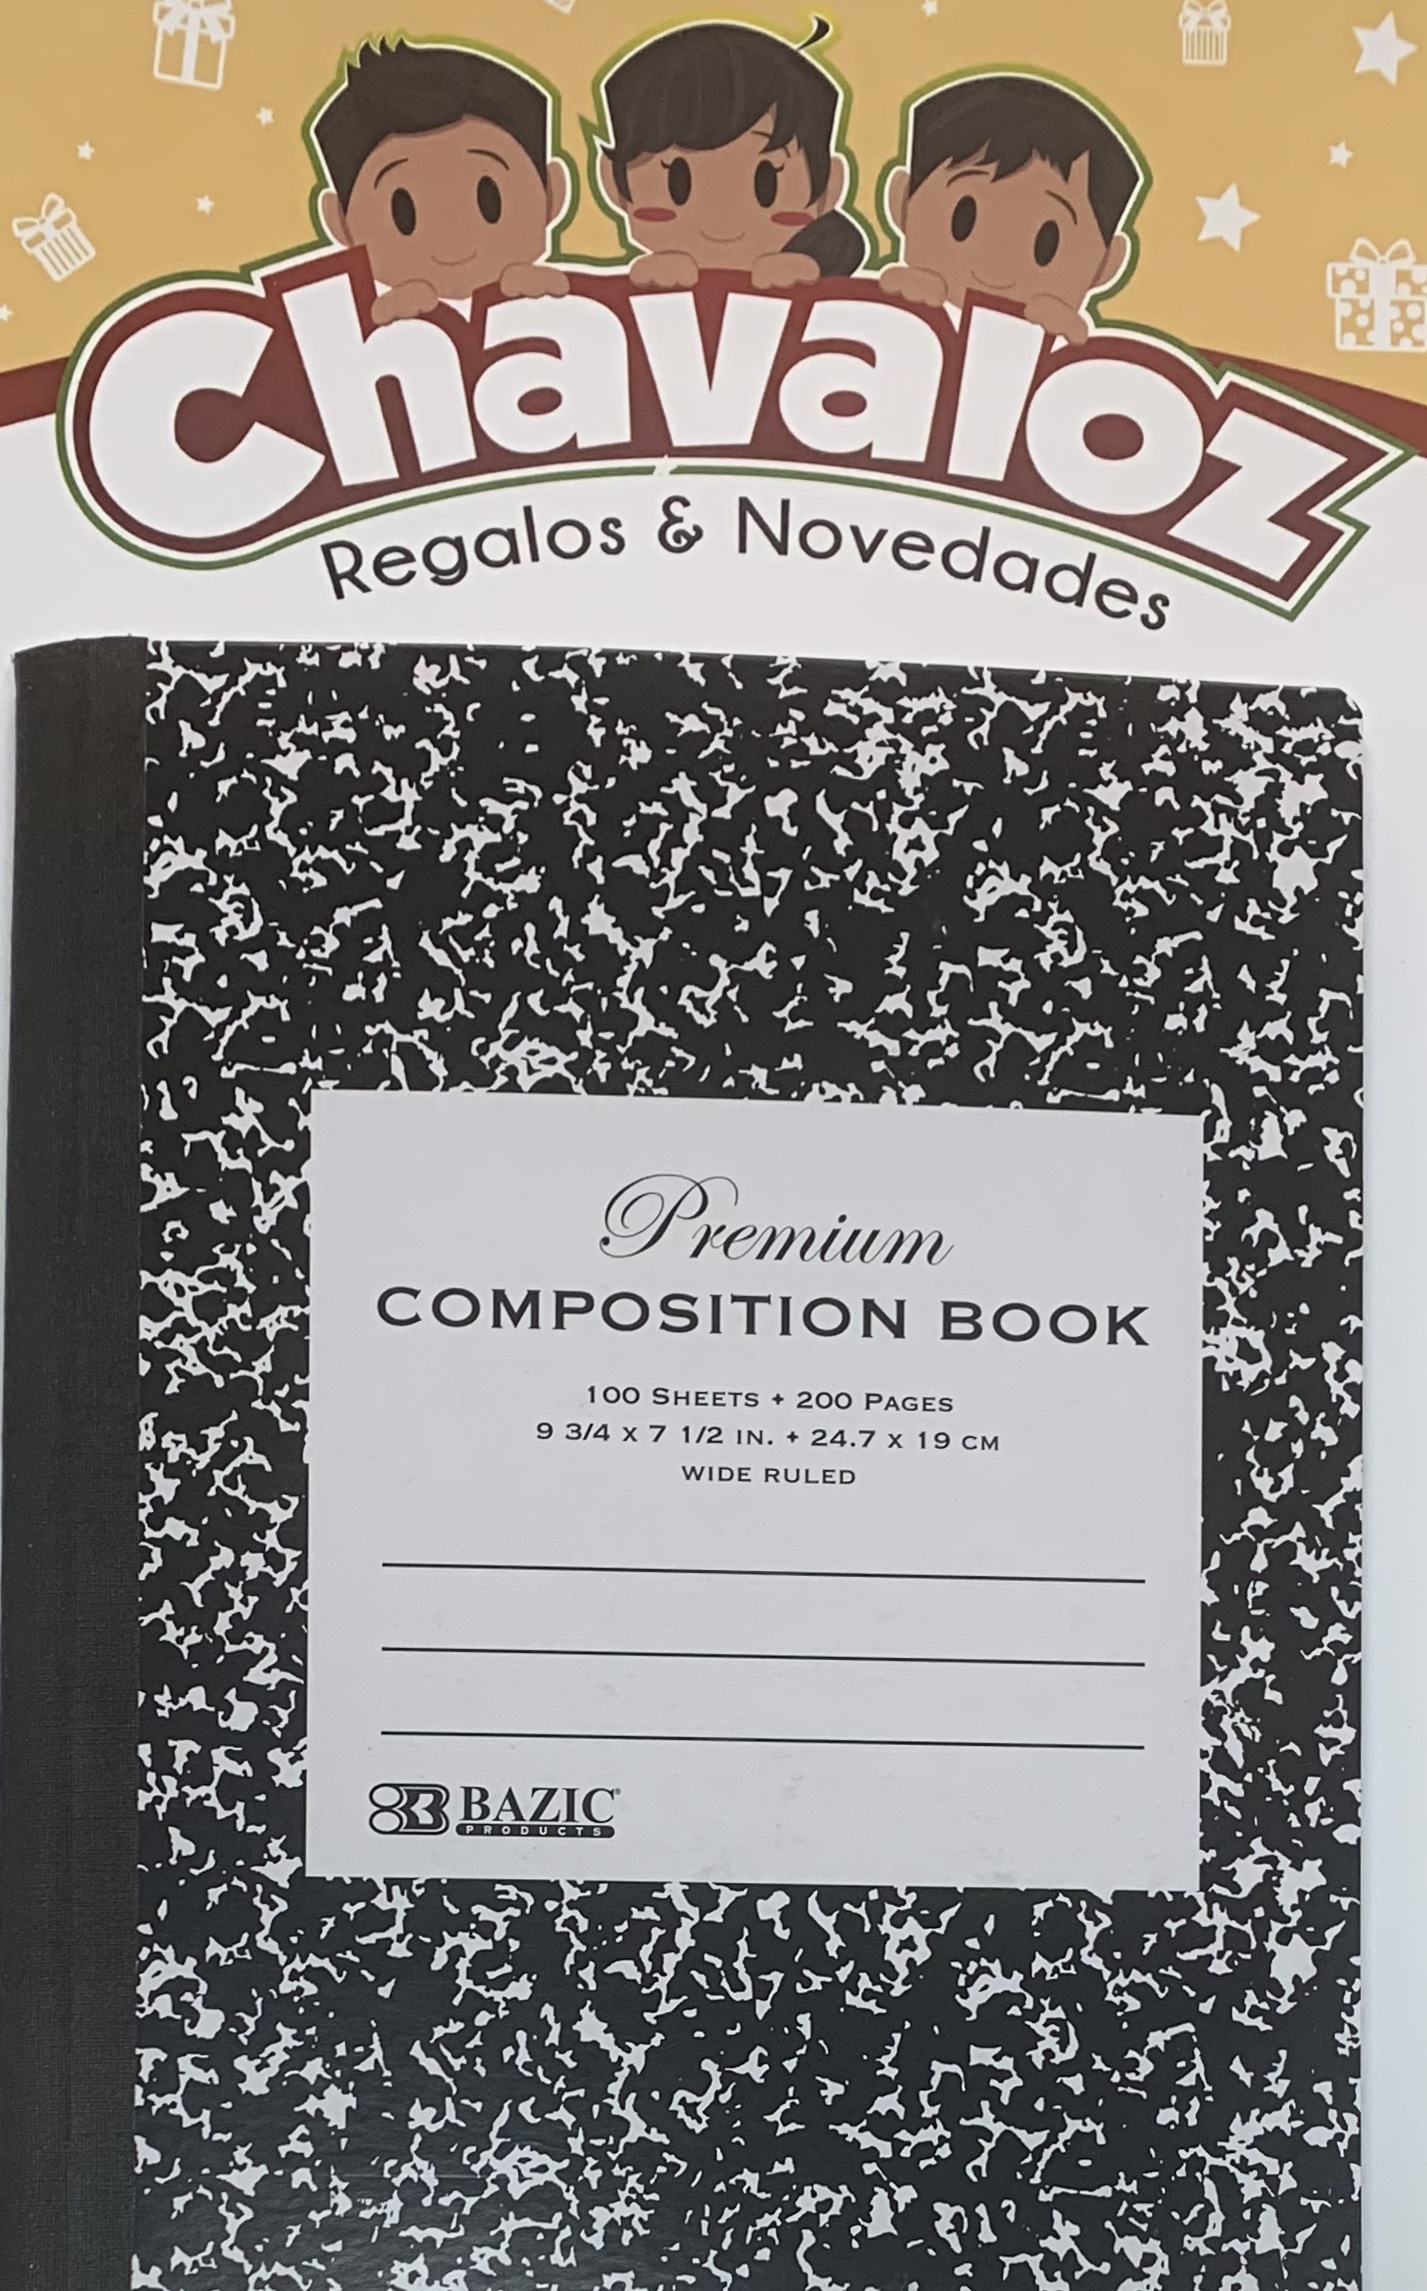 Chavaloz
Regalos & Novedades
Premium
COMPOSITION BOOK
100 SHEETS + 200 PAGES
9 3/4 X 7 1/2 IN. + 24.7 X 19 CM
WIDE RULED
BAZIC®
PRODUCTS